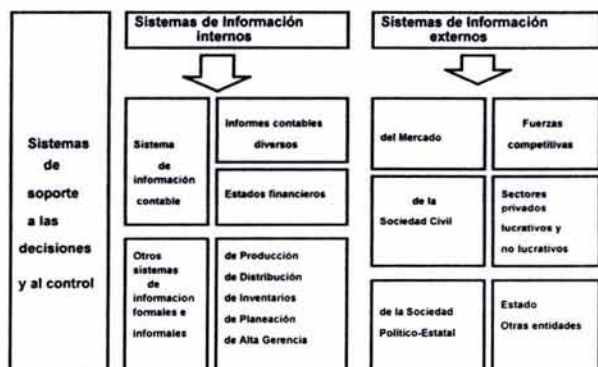 Sistemas
de
soporte
a las
decisiones
y al control
Sistemas de Información
internos
Sistema
de
información
contable
Informes contables
diversos
Estados financieros
Otros
sistemas
de
informacion
formales e
informales
de Producción
de Distribución
de Inventarios
de Planeación
de Alta Gerencia
Sistemas de Información
externos
del Mercado
Fuerzas
competitivas
de la
Sociedad Civil
Sectores
privados
lucrativos y
no lucrativos
de la Sociedad
Político-Estatal
Estado
Otras entidades